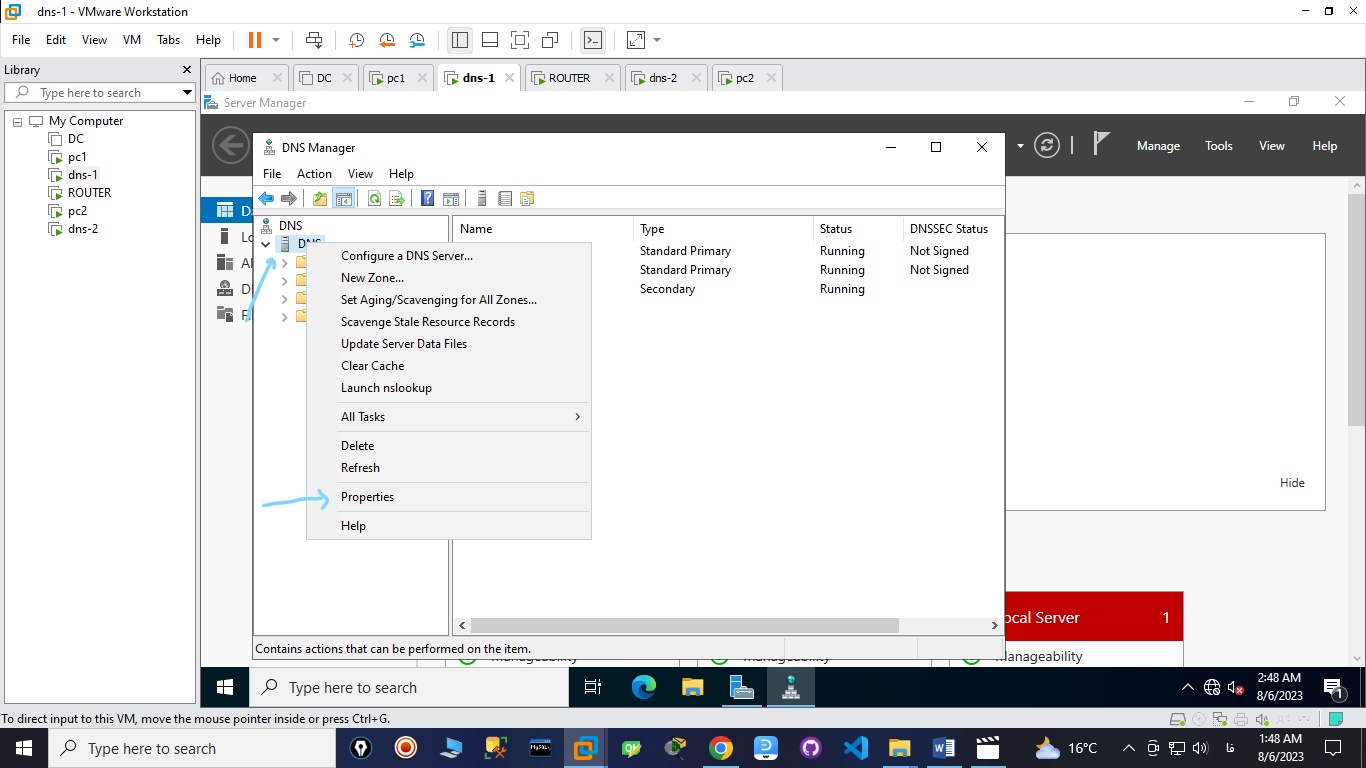 dns-1 - VMware Workstation
File Edit View VM Tabs Help
Library
Type here to search
My Computer
DC
pc1
dns-1
ROUTER
pc2
dns-2
Home DC pc1 dns-1 ROUTER dns-2 pc2
Server Manager
Manage Tools View Help
DNS Manager
File Action View Help
DNS
DNS
Name Type Status DNSSEC Status
Standard Primary Running Not Signed
Standard Primary Running Not Signed
Secondary Running
Configure a DNS Server...
New Zone...
Set Aging/Scavenging for All Zones...
Scavenge Stale Resource Records
Update Server Data Files
Clear Cache
Launch nslookup
All Tasks
Delete
Refresh
Properties
Help
Hide
ocal Server 1
Manageability Manageability Manageability
Contains actions that can be performed on the item.
Type here to search
2:48 AM
8/6/2023
1
To direct input to this VM, move the mouse pointer inside or press Ctrl+G.
Type here to search
MySQL
16°C
فا
1:48 AM
8/6/2023